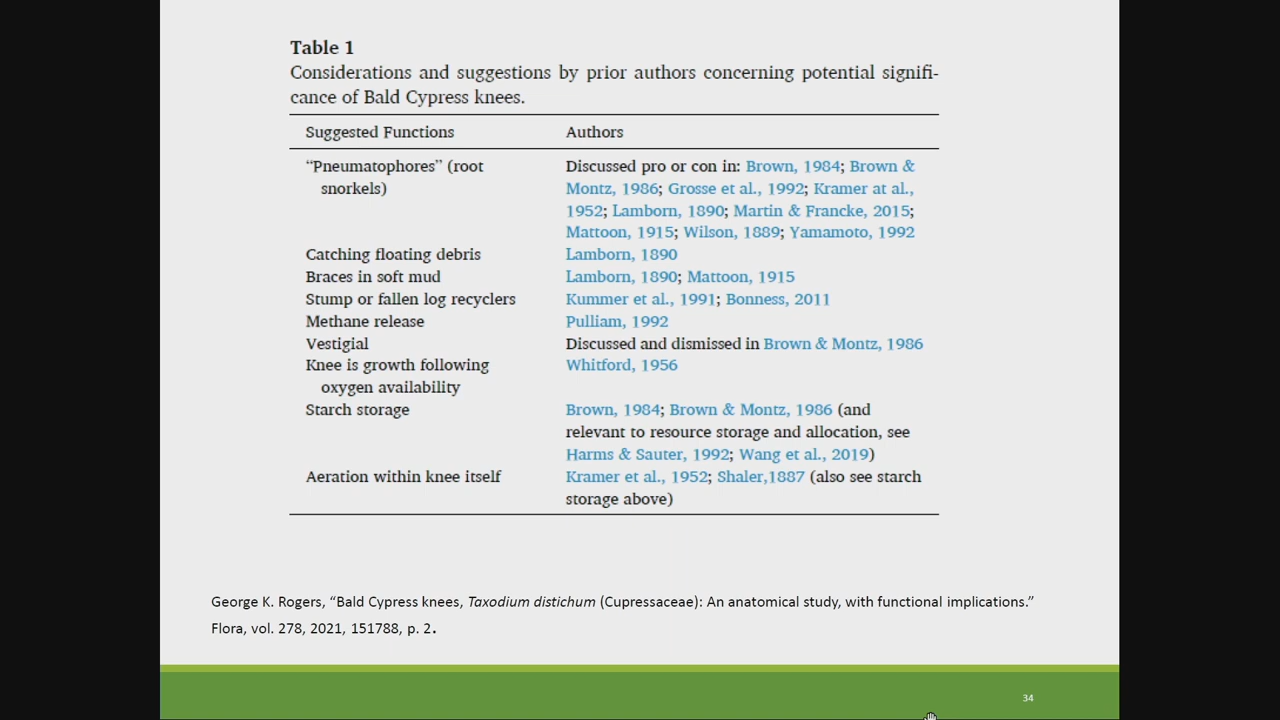 Table 1
Considerations and suggestions by prior authors concerning potential signifi-
cance of Bald Cypress knees.
Suggested Functions Authors
“Pneumatophores” (root Discussed pro or con in: Brown, 1984; Brown &
snorkels) Montz, 1986; Grosse et al., 1992; Kramer at al.,
1952; Lamborn, 1890; Martin & Francke, 2015;
Mattoon, 1915; Wilson, 1889; Yamamoto, 1992
Catching floating debris Lamborn, 1890
Braces in soft mud Lamborn, 1890; Mattoon, 1915
Stump or fallen log recyclers Kummer et al., 1991; Bonness, 2011
Methane release Pulliam, 1992
Vestigial Discussed and dismissed in Brown & Montz, 1986
Knee is growth following Whitford, 1956
oxygen availability
Starch storage Brown, 1984; Brown & Montz, 1986 (and
relevant to resource storage and allocation, see
Harms & Sauter, 1992; Wang et al., 2019)
Aeration within knee itself Kramer et al., 1952; Shaler,1887 (also see starch
storage above)
George K. Rogers, “Bald Cypress knees, Taxodium distichum (Cupressaceae): An anatomical study, with functional implications.”
Flora, vol. 278, 2021, 151788, p. 2.
34